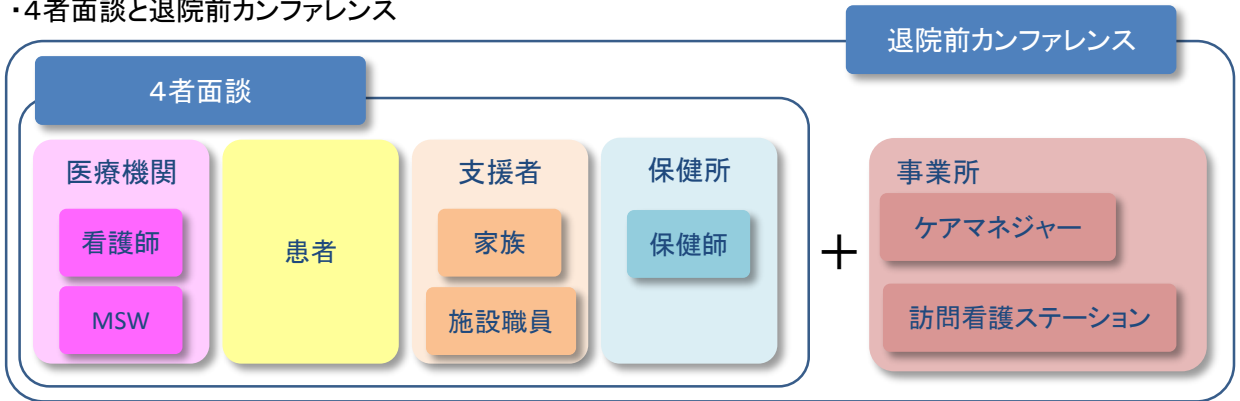 ・4者面談と退院前カンファレンス
退院前カンファレンス
4者面談
医療機関
看護師
MSW
患者
支援者
家族
施設職員
保健所
保健師
＋
事業所
ケアマネジャー
訪問看護ステーション